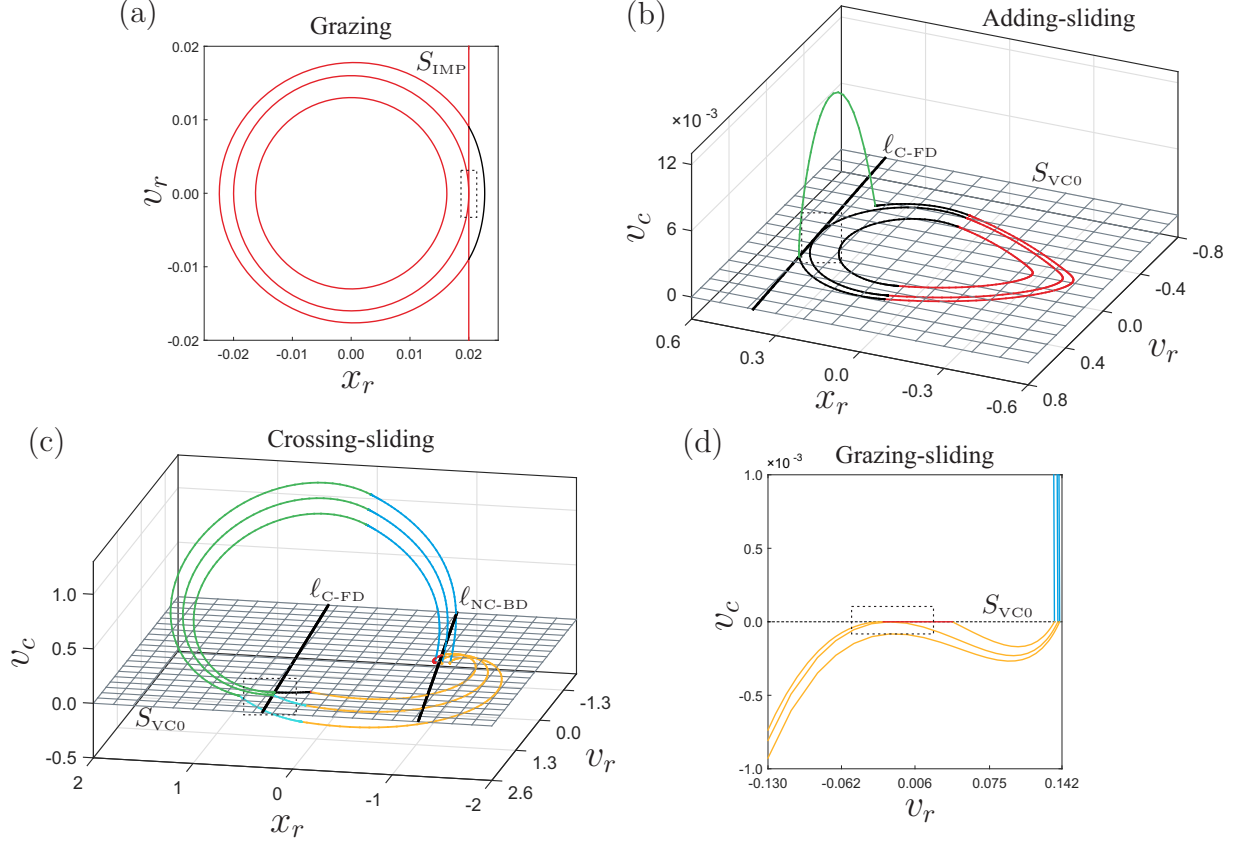 (a)
Grazing
S_IMP
0.02
0.01
0.00
-0.01
-0.02
v_r
-0.02 -0.01 0.00 0.01 0.02
x_r
(b)
Adding-sliding
×10^-3
12
6
0
v_c
ℓ_C-FD
S_VC0
0.6 0.3 0.0 -0.3 -0.6
x_r
-0.8
-0.4
0.0
0.4
0.8
v_r
(c)
Crossing-sliding
1.0
0.5
0.0
-0.5
v_c
ℓ_C-FD
ℓ_NC-BD
S_VC0
2 1 0 -1 -2
x_r
-1.3
0.0
1.3
2.6
v_r
(d)
×10^-3
Grazing-sliding
1.0
0.5
0.0
-0.5
-1.0
v_c
S_VC0
-0.130 -0.062 0.006 0.075 0.142
v_r